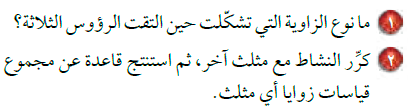 ١ ما نوع الزاوية التي تشكّلت حين التقت الرؤوس الثلاثة؟
٢ كرِّر النشاط مع مثلث آخر، ثم استنتج قاعدة عن مجموع
قياسات زوايا أي مثلث.